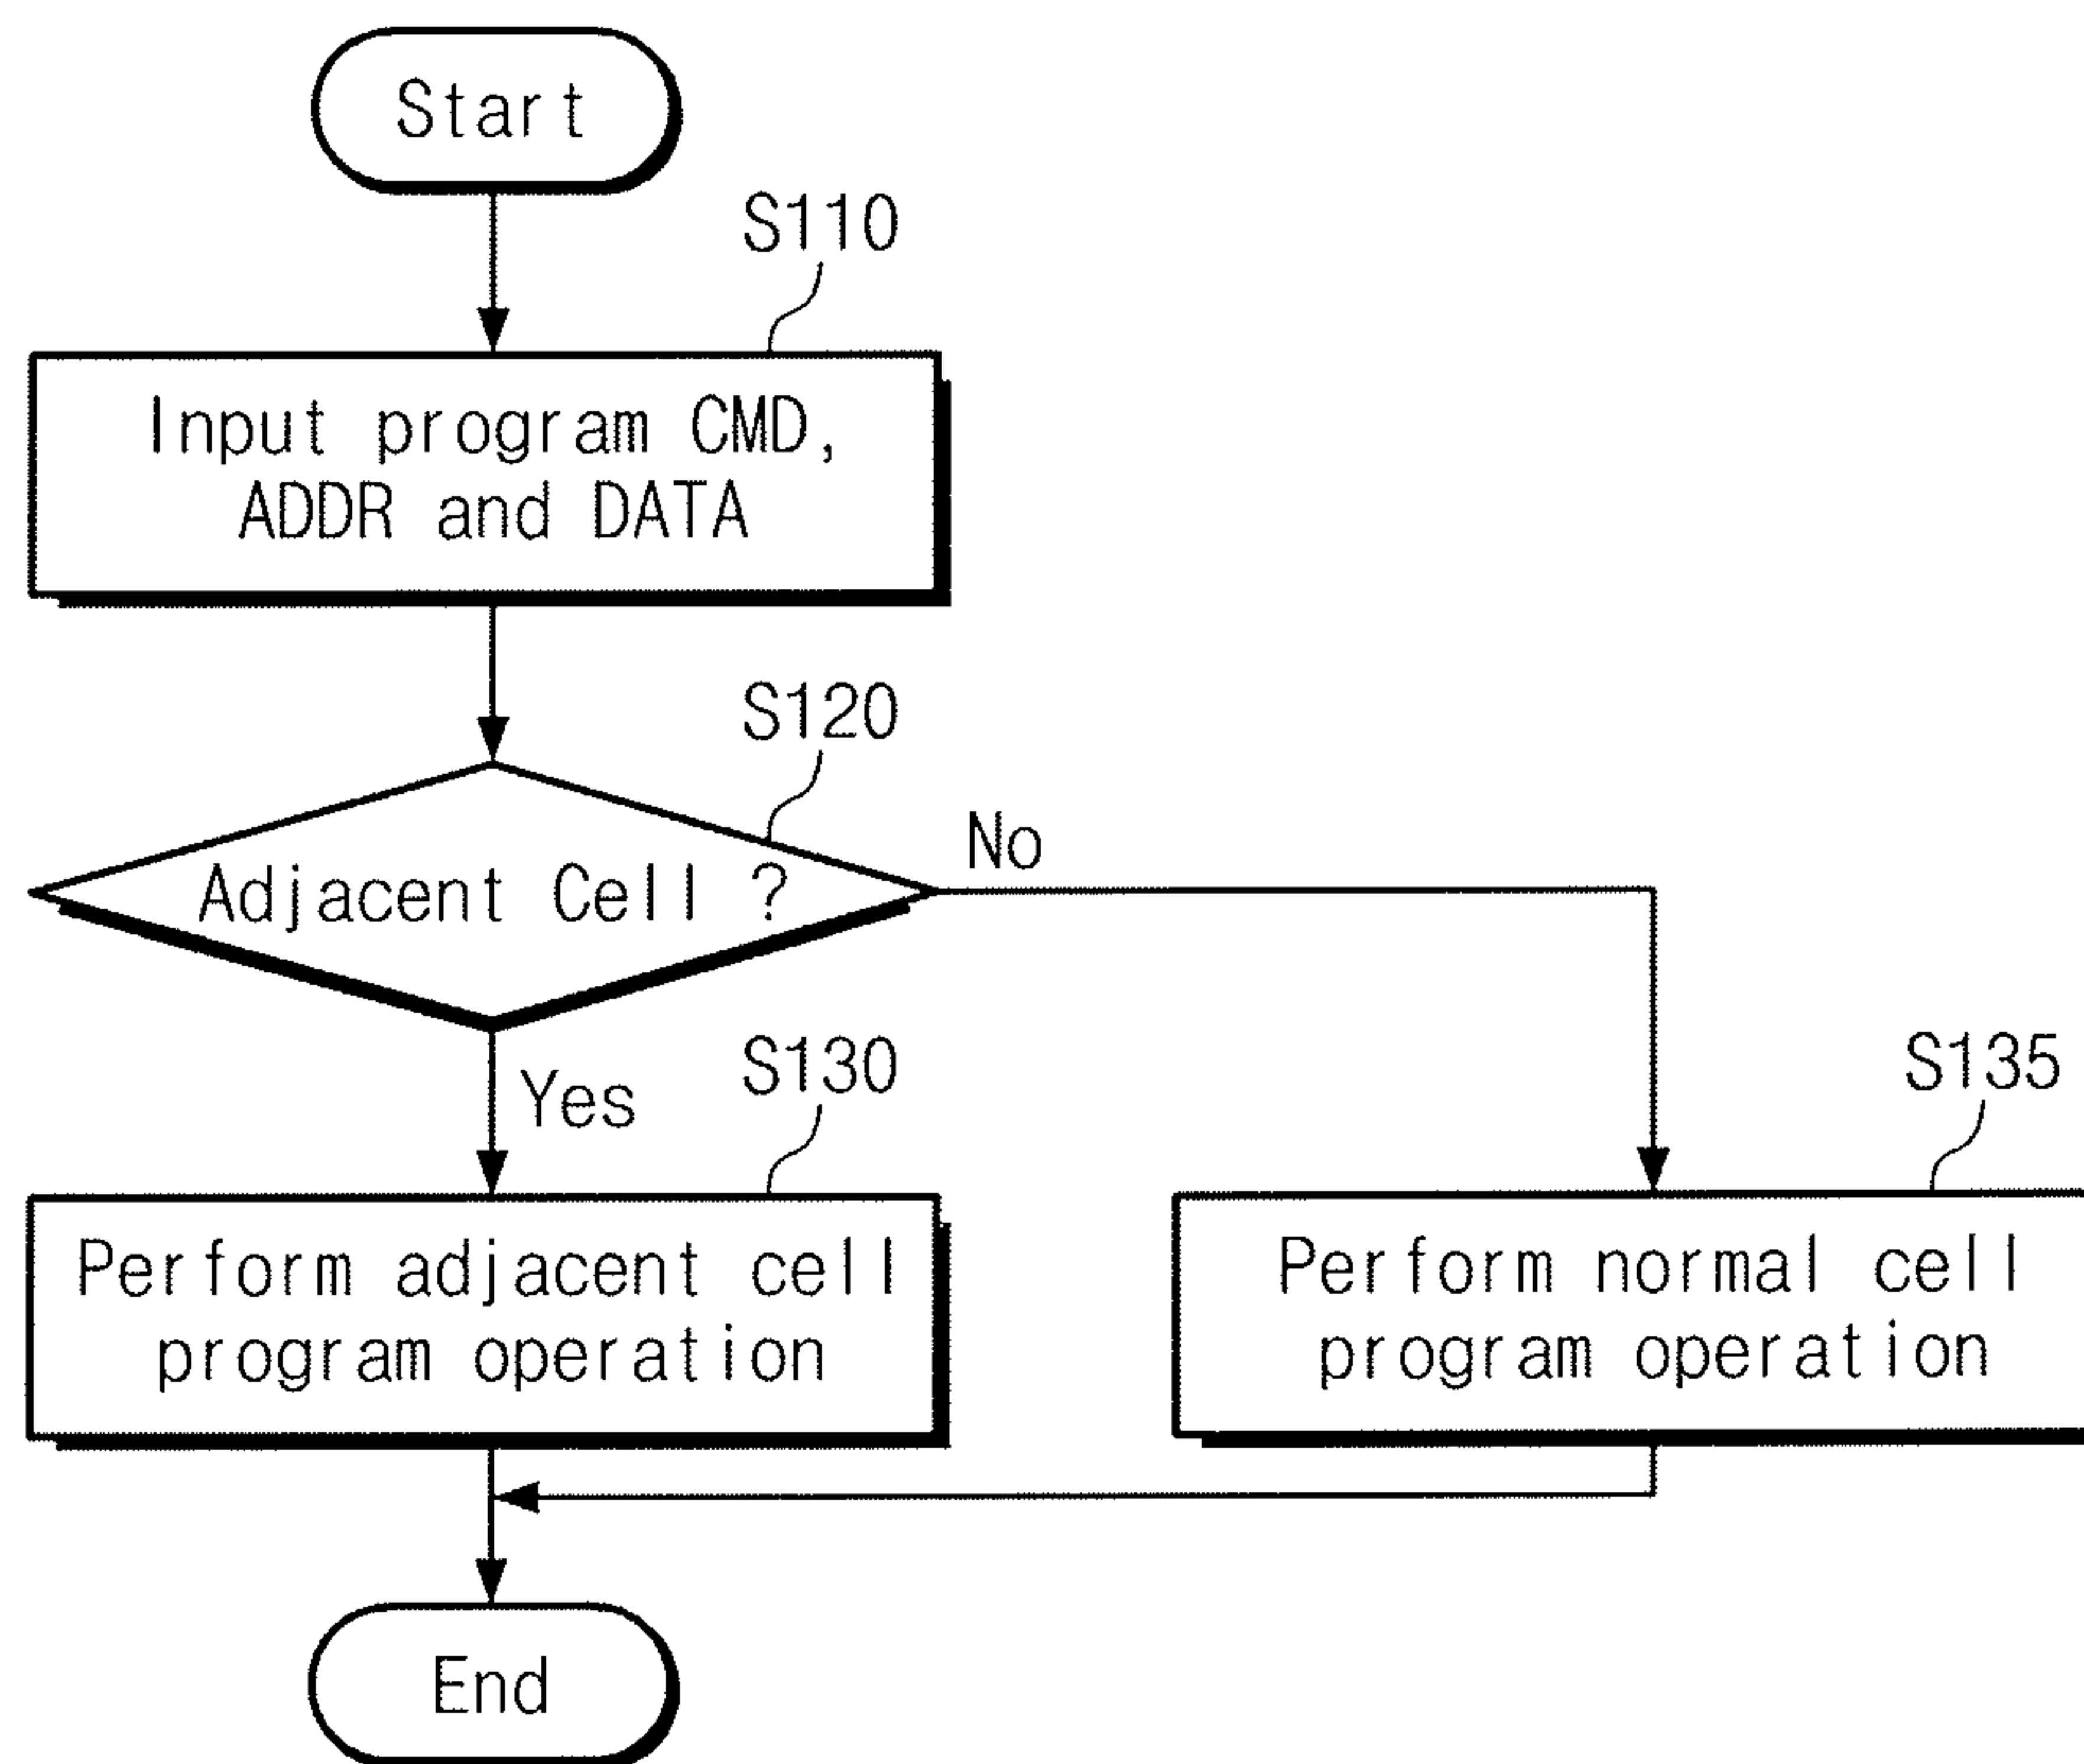 Start
S110
Input program CMD,
ADDR and DATA
S120
Adjacent Cell ?
No
Yes
S130
S135
Perform adjacent cell
program operation
Perform normal cell
program operation
End